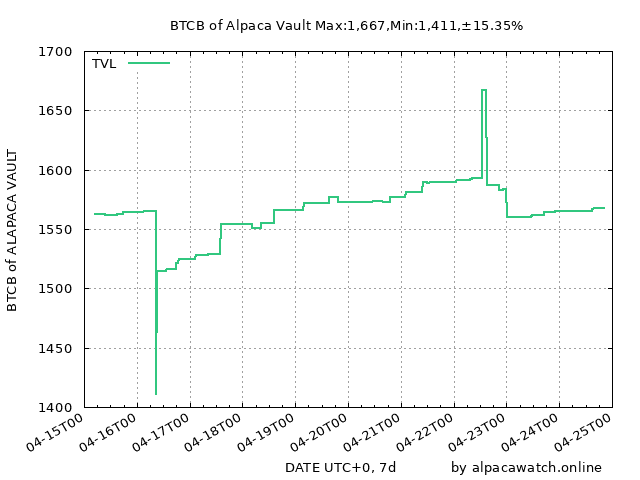 BTCB of Alpaca Vault Max:1,667,Min:1,411,±15.35%
TVL
BTCB of ALAPACA VAULT
1700
1650
1600
1550
1500
1450
1400
04-15T00
04-16T00
04-17T00
04-18T00
04-19T00
04-20T00
04-21T00
04-22T00
04-23T00
04-24T00
04-25T00
DATE UTC+0, 7d
by alpacawatch.online